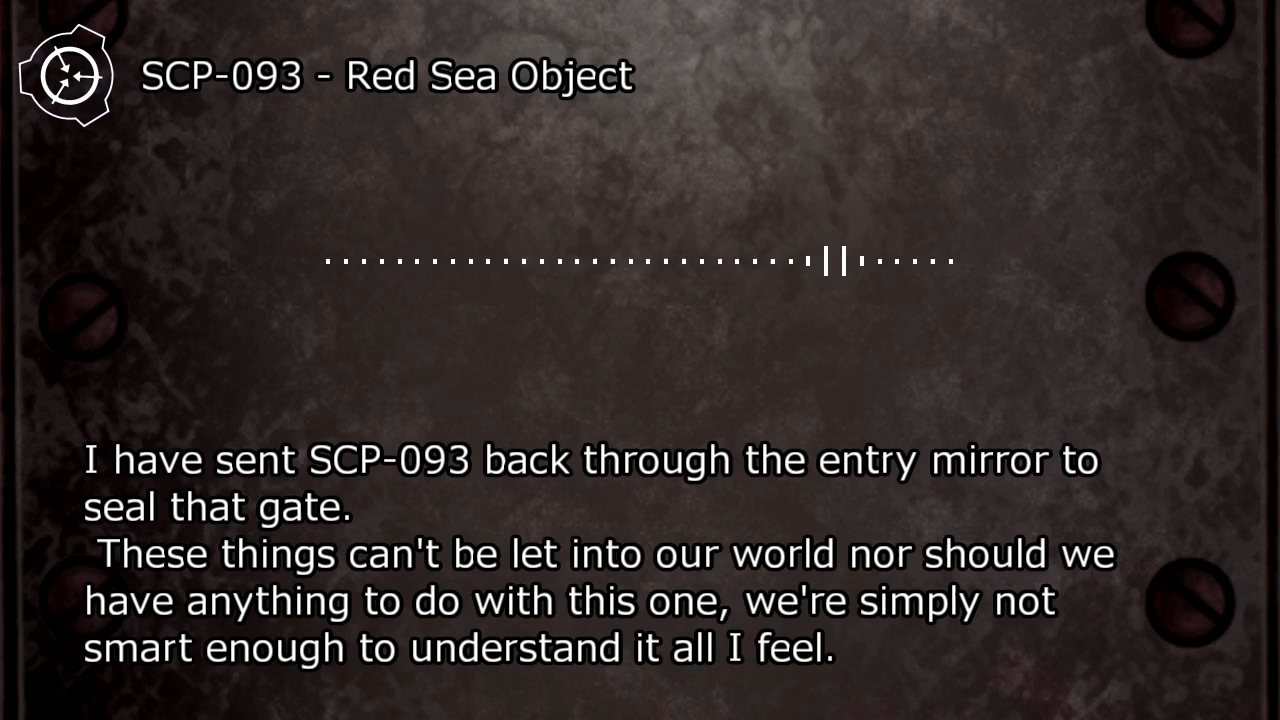 SCP-093 - Red Sea Object
I have sent SCP-093 back through the entry mirror to
seal that gate.
These things can't be let into our world nor should we
have anything to do with this one, we're simply not
smart enough to understand it all I feel.